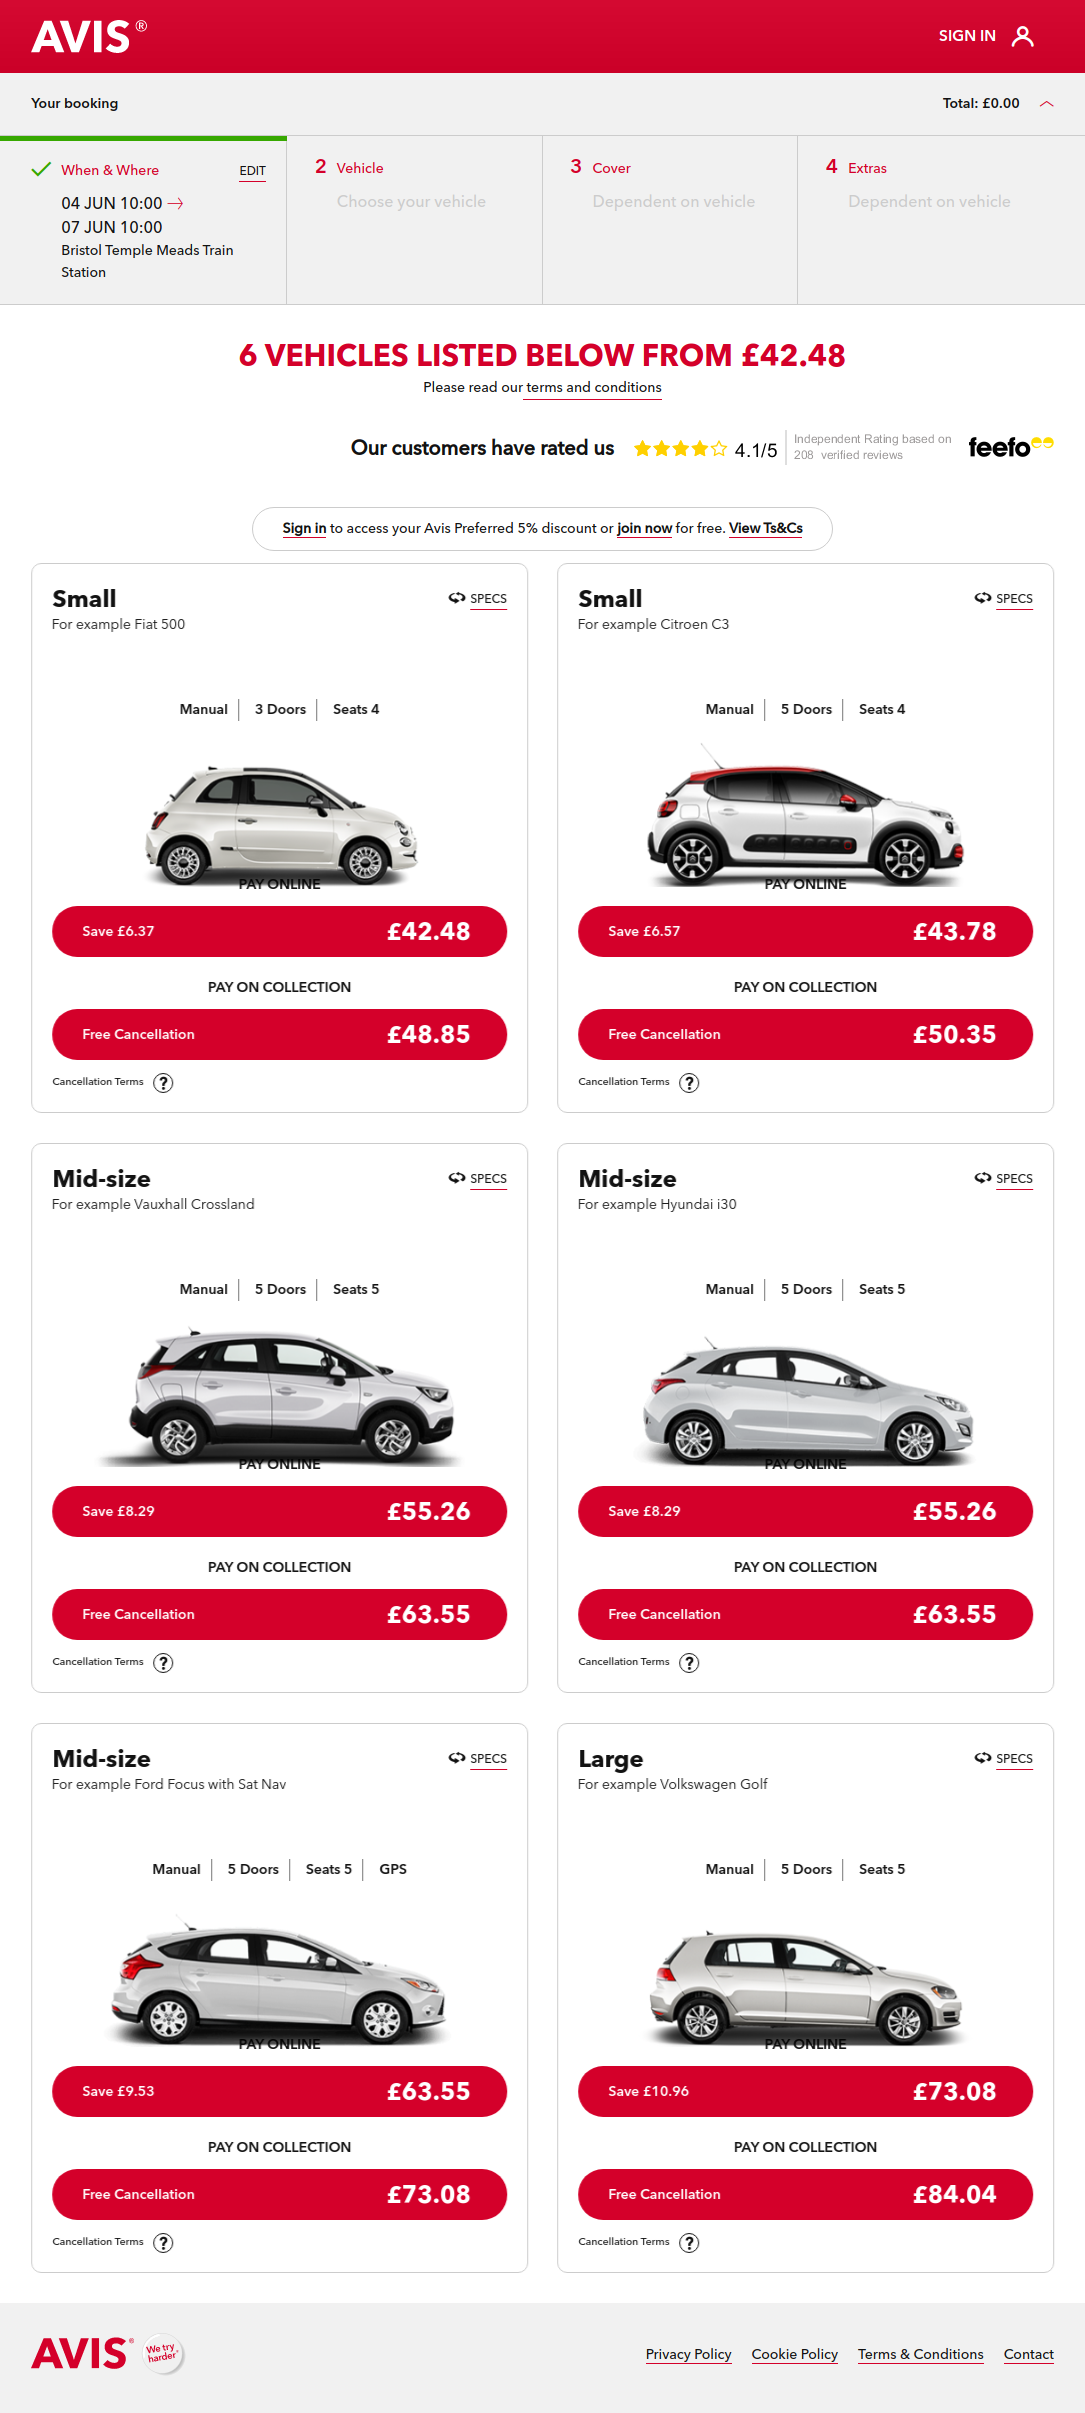 AVIS ®
SIGN IN
Your booking
Total: £0.00
When & Where
EDIT
04 JUN 10:00
07 JUN 10:00
Bristol Temple Meads Train
Station
2 Vehicle
Choose your vehicle
3 Cover
Dependent on vehicle
4 Extras
Dependent on vehicle
6 VEHICLES LISTED BELOW FROM £42.48
Please read our terms and conditions
Our customers have rated us
4.1/5
Independent Rating based on
208 verified reviews
feefo
Sign in to access your Avis Preferred 5% discount or join now for free. View Ts&Cs
Small
SPECS
For example Fiat 500
Manual
3 Doors
Seats 4
PAY ONLINE
Save £6.37
£42.48
PAY ON COLLECTION
Free Cancellation
£48.85
Cancellation Terms ?
Small
SPECS
For example Citroen C3
Manual
5 Doors
Seats 4
PAY ONLINE
Save £6.57
£43.78
PAY ON COLLECTION
Free Cancellation
£50.35
Cancellation Terms ?
Mid-size
SPECS
For example Vauxhall Crossland
Manual
5 Doors
Seats 5
PAY ONLINE
Save £8.29
£55.26
PAY ON COLLECTION
Free Cancellation
£63.55
Cancellation Terms ?
Mid-size
SPECS
For example Hyundai i30
Manual
5 Doors
Seats 5
PAY ONLINE
Save £8.29
£55.26
PAY ON COLLECTION
Free Cancellation
£63.55
Cancellation Terms ?
Mid-size
SPECS
For example Ford Focus with Sat Nav
Manual
5 Doors
Seats 5
GPS
PAY ONLINE
Save £9.53
£63.55
PAY ON COLLECTION
Free Cancellation
£73.08
Cancellation Terms ?
Large
SPECS
For example Volkswagen Golf
Manual
5 Doors
Seats 5
PAY ONLINE
Save £10.96
£73.08
PAY ON COLLECTION
Free Cancellation
£84.04
Cancellation Terms ?
AVIS®
We try
harder
Privacy Policy
Cookie Policy
Terms & Conditions
Contact